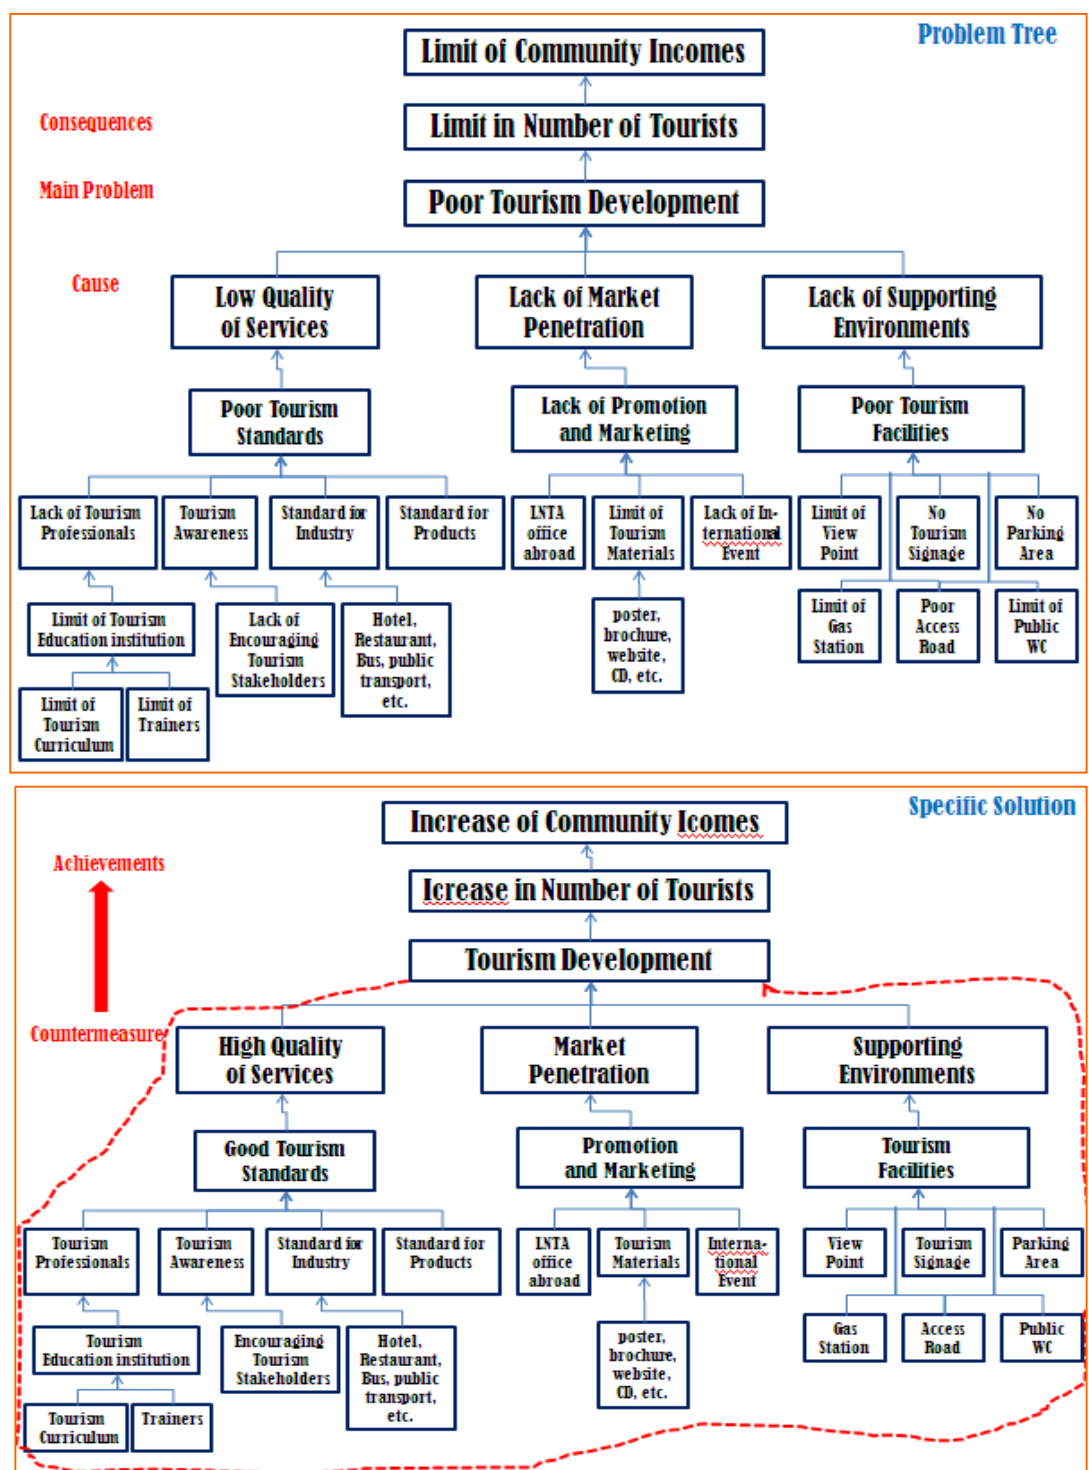 Problem Tree
Limit of Community Incomes
Consequences
Limit in Number of Tourists
Main Problem
Poor Tourism Development
Cause
Low Quality
of Services
Lack of Market
Penetration
Lack of Supporting
Environments
Poor Tourism
Standards
Lack of Promotion
and Marketing
Poor Tourism
Facilities
Lack of Tourism
Professionals
Tourism
Awareness
Standard for
Industry
Standard for
Products
LNTA
office
abroad
Limit of
Tourism
Materials
Lack of In-
ternational
Event
Limit of
View
Point
No
Tourism
Signage
No
Parking
Area
Limit of Tourism
Education institution
Lack of
Encouraging
Tourism
Stakeholders
Hotel,
Restaurant,
Bus, public
transport,
etc.
poster,
brochure,
website,
CD, etc.
Limit of
Gas
Station
Poor
Access
Road
Limit of
Public
WC
Limit of
Tourism
Curriculum
Limit of
Trainers
Specific Solution
Increase of Community Icomes
Achievements
Icrease in Number of Tourists
Tourism Development
Countermeasure
High Quality
of Services
Market
Penetration
Supporting
Environments
Good Tourism
Standards
Promotion
and Marketing
Tourism
Facilities
Tourism
Professionals
Tourism
Awareness
Standard for
Industry
Standard for
Products
LNTA
office
abroad
Tourism
Materials
Interna-
tional
Event
View
Point
Tourism
Signage
Parking
Area
Tourism
Education institution
Encouraging
Tourism
Stakeholders
Hotel,
Restaurant,
Bus, public
transport,
etc.
poster,
brochure,
website,
CD, etc.
Gas
Station
Access
Road
Public
WC
Tourism
Curriculum
Trainers